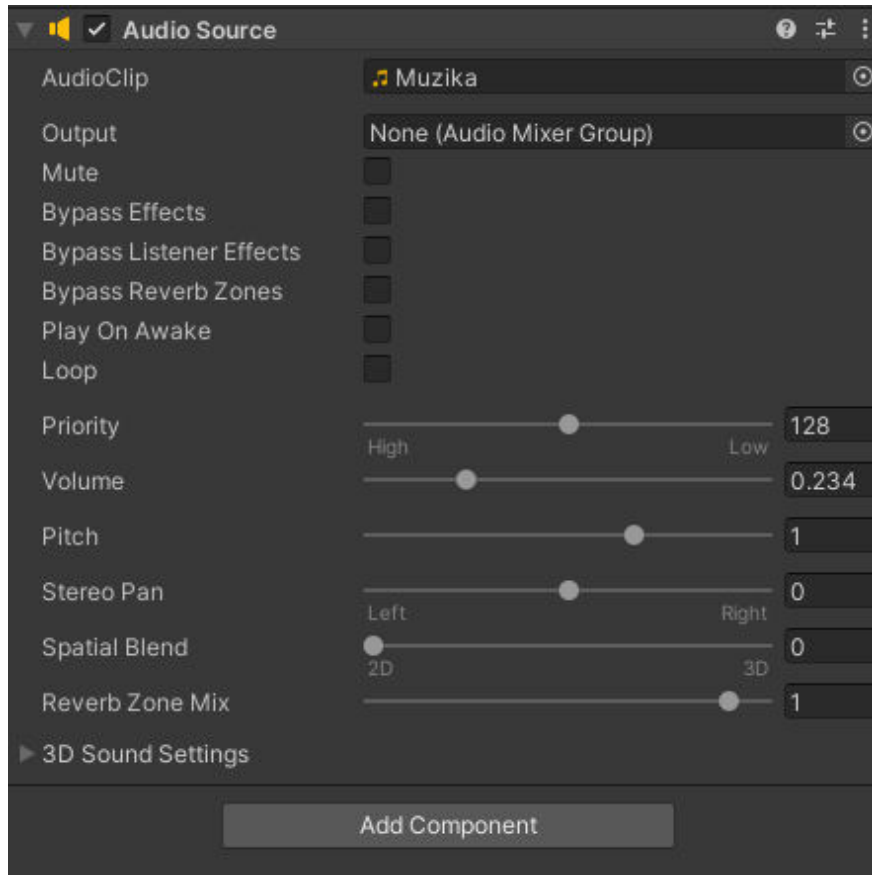 Audio Source
AudioClip Muzika
Output None (Audio Mixer Group)
Mute
Bypass Effects
Bypass Listener Effects
Bypass Reverb Zones
Play On Awake
Loop
Priority 128
High Low
Volume 0.234
Pitch 1
Stereo Pan 0
Left Right
Spatial Blend 0
2D 3D
Reverb Zone Mix 1
3D Sound Settings
Add Component